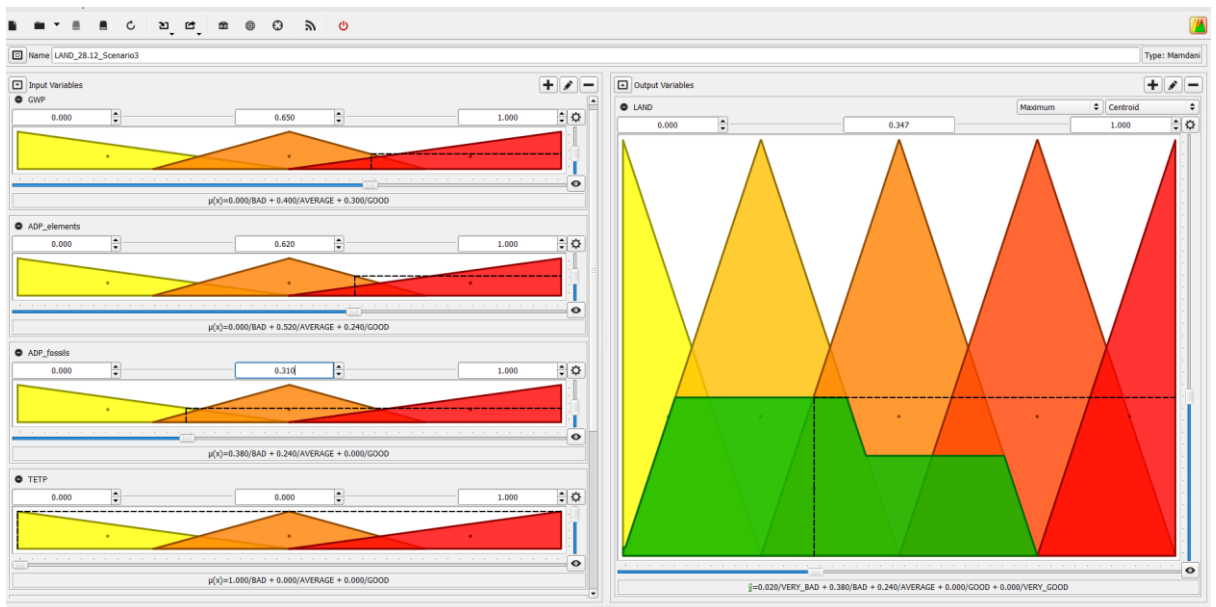 Name LAND_28.12_Scenario3 Type: Mamdani
Input Variables
GWP
0.000 0.650 1.000
μ(x)=0.000/BAD + 0.400/AVERAGE + 0.300/GOOD
ADP_elements
0.000 0.620 1.000
μ(x)=0.000/BAD + 0.520/AVERAGE + 0.240/GOOD
ADP_fossils
0.000 0.310 1.000
μ(x)=0.380/BAD + 0.240/AVERAGE + 0.000/GOOD
TETP
0.000 0.000 1.000
μ(x)=1.000/BAD + 0.000/AVERAGE + 0.000/GOOD
Output Variables
LAND Maximum Centroid
0.000 0.347 1.000
ỹ=0.020/VERY_BAD + 0.380/BAD + 0.240/AVERAGE + 0.000/GOOD + 0.000/VERY_GOOD